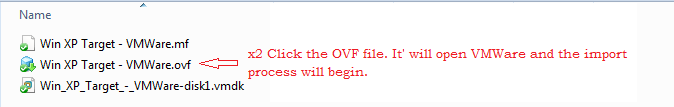 Name
Win XP Target - VMWare.mf
Win XP Target - VMWare.ovf
x2 Click the OVF file. It' will open VMWare and the import
process will begin.
Win_XP_Target_-_VMWare-disk1.vmdk